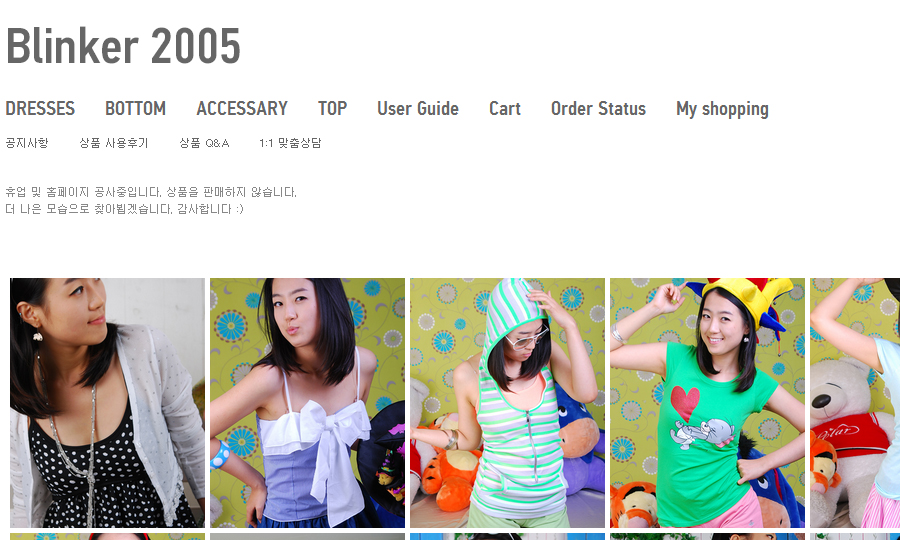 Blinker 2005
DRESSES BOTTOM ACCESSARY TOP User Guide Cart Order Status My shopping
공지사항 상품 사용후기 상품 Q&A 1:1 맞춤상담
휴업 및 홈페이지 공사중입니다. 상품을 판매하지 않습니다.
더 나은 모습으로 찾아뵙겠습니다. 감사합니다 :)